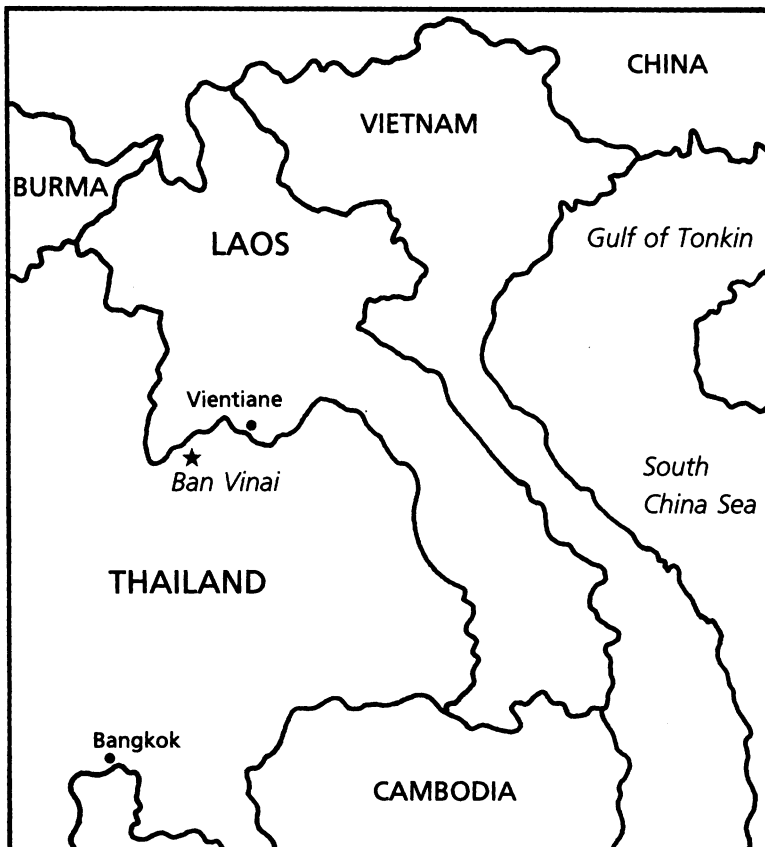 CHINA
VIETNAM
BURMA
LAOS
Gulf of Tonkin
Vientiane
South
China Sea
Ban Vinai
THAILAND
Bangkok
CAMBODIA